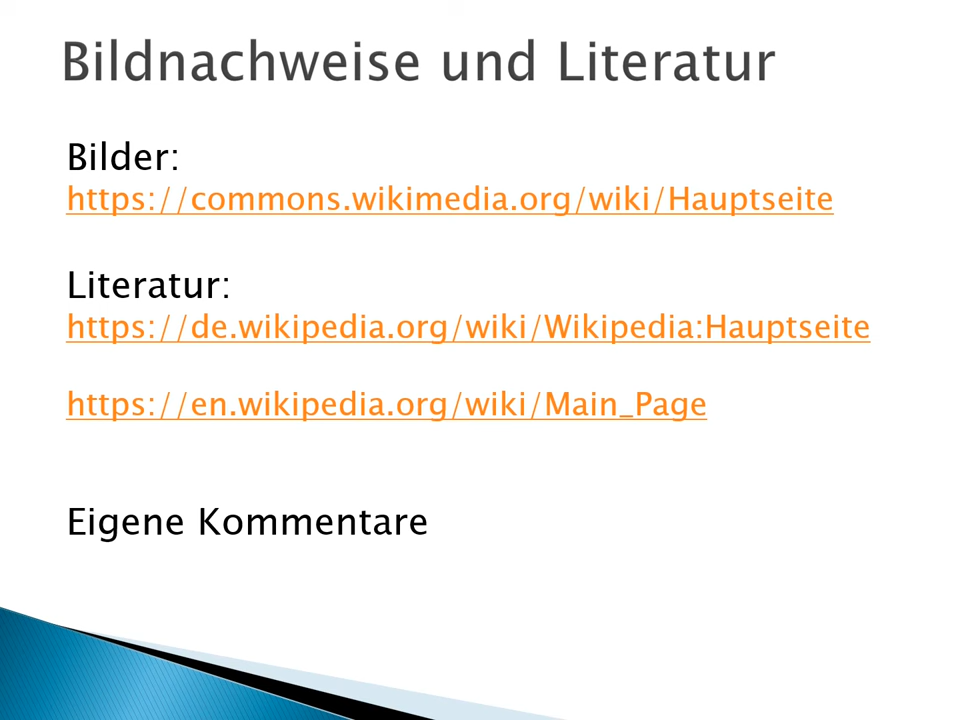 Bildnachweise und Literatur
Bilder:
https://commons.wikimedia.org/wiki/Hauptseite
Literatur:
https://de.wikipedia.org/wiki/Wikipedia:Hauptseite
https://en.wikipedia.org/wiki/Main_Page
Eigene Kommentare